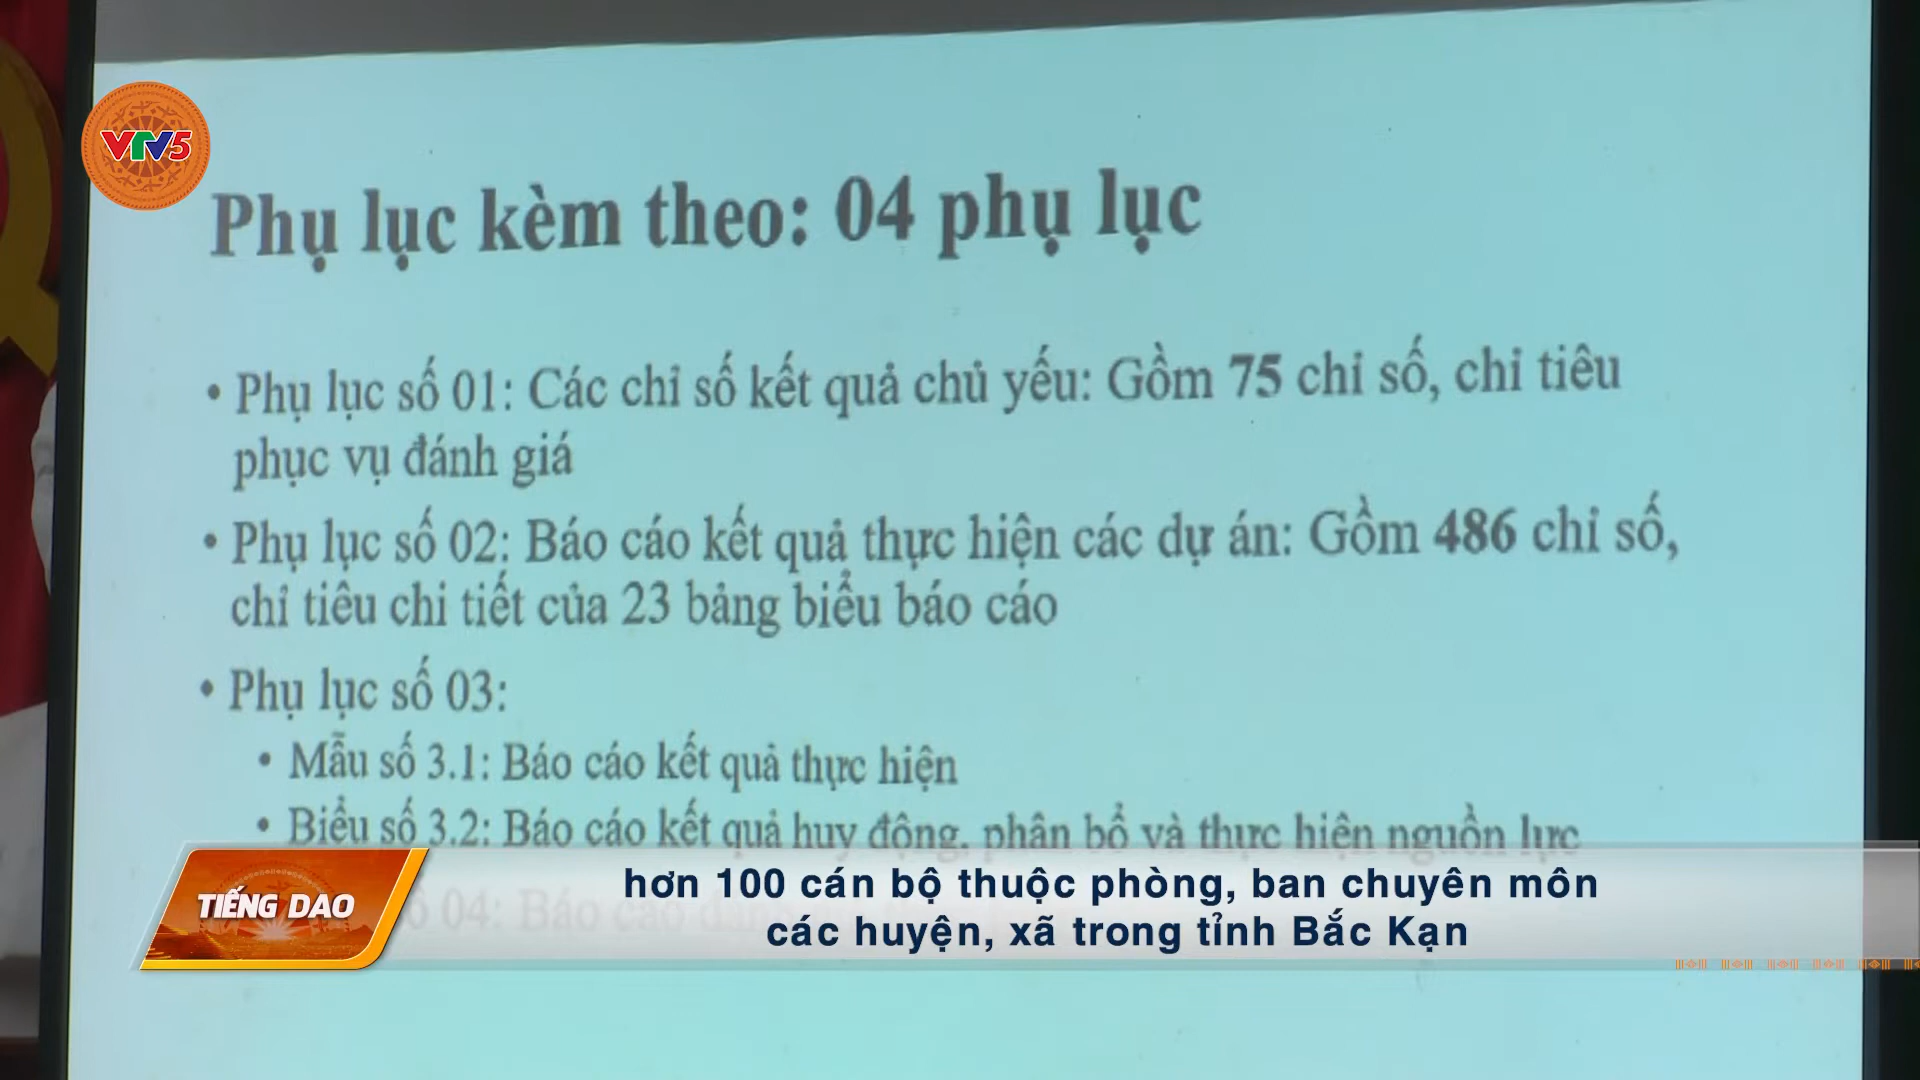 VTV5
Phụ lục kèm theo: 04 phụ lục
• Phụ lục số 01: Các chỉ số kết quả chủ yếu: Gồm 75 chỉ số, chỉ tiêu
phục vụ đánh giá
• Phụ lục số 02: Báo cáo kết quả thực hiện các dự án: Gồm 486 chỉ số,
chỉ tiêu chi tiết của 23 bảng biểu báo cáo
• Phụ lục số 03:
• Mẫu số 3.1: Báo cáo kết quả thực hiện
• Biểu số 3.2: Báo cáo kết quả huy động, phân bổ và thực hiện nguồn lực
04: Báo cáo
TIẾNG DAO
hơn 100 cán bộ thuộc phòng, ban chuyên môn
các huyện, xã trong tỉnh Bắc Kạn